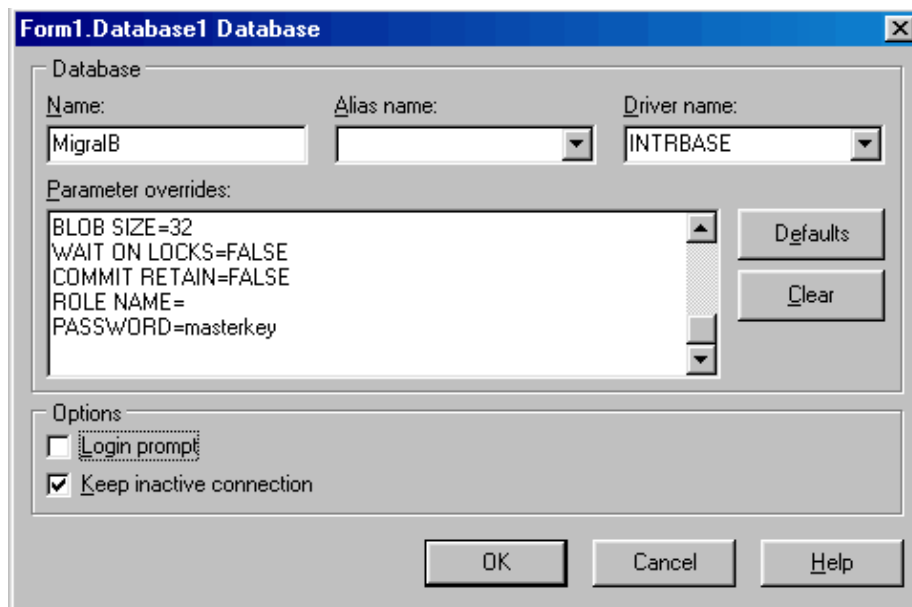 Form1.Database1 Database
Database
Name:
Alias name:
Driver name:
MigraIB
INTRBASE
Parameter overrides:
BLOB SIZE=32
WAIT ON LOCKS=FALSE
COMMIT RETAIN=FALSE
ROLE NAME=
PASSWORD=masterkey
Defaults
Clear
Options
Login prompt
Keep inactive connection
OK
Cancel
Help